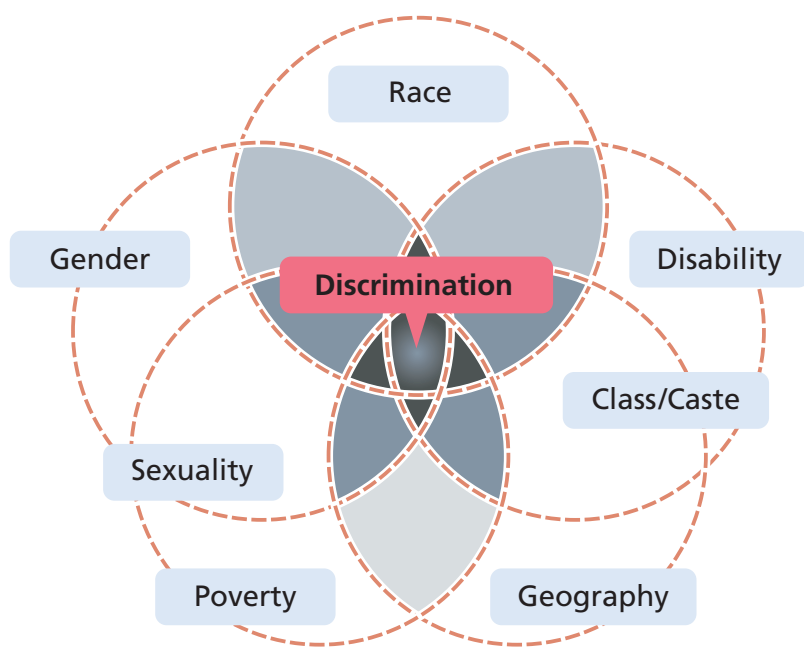 Race
Gender
Disability
Discrimination
Class/Caste
Sexuality
Poverty
Geography